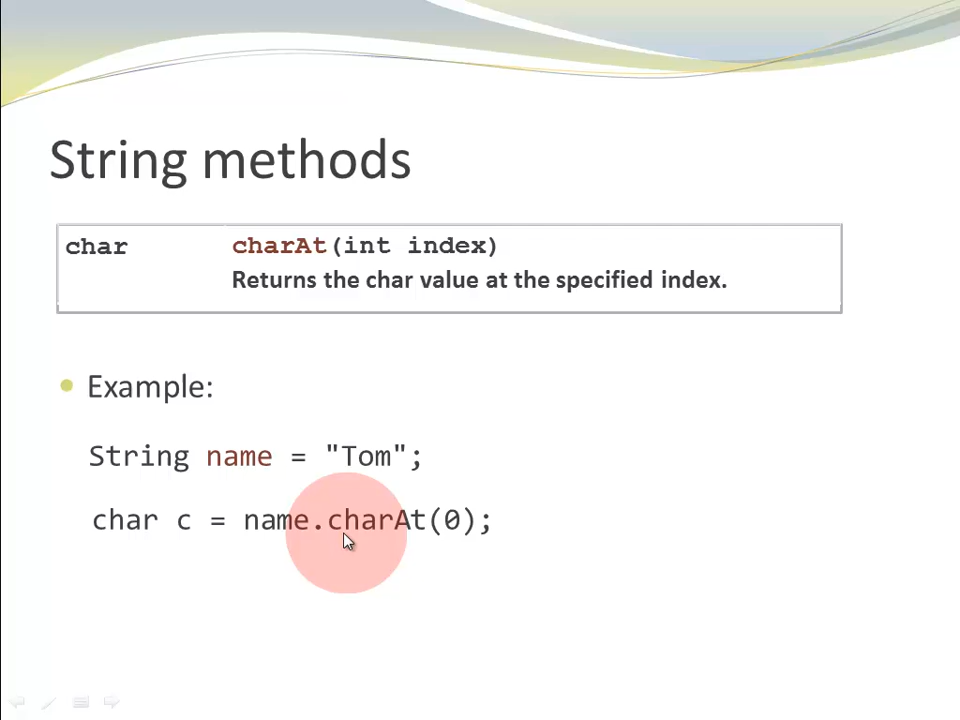 String methods
char charAt(int index)
Returns the char value at the specified index.
Example:
String name = "Tom";
char c = name.charAt(0);